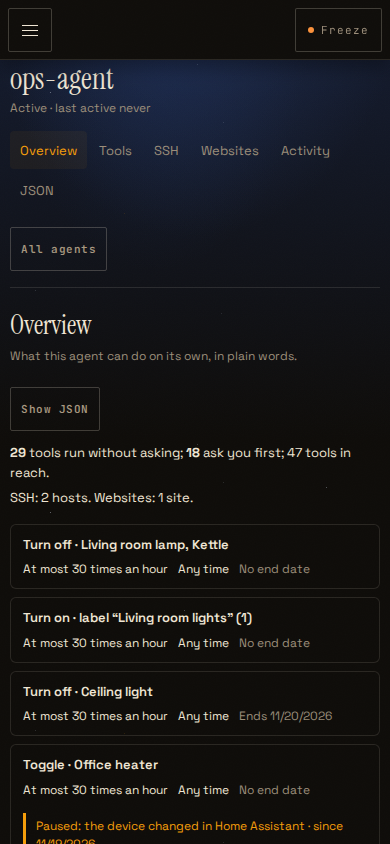 Freeze
ops-agent
Active · last active never
Overview Tools SSH Websites Activity
JSON
All agents
Overview
What this agent can do on its own, in plain words.
Show JSON
29 tools run without asking; 18 ask you first; 47 tools in
reach.
SSH: 2 hosts. Websites: 1 site.
Turn off · Living room lamp, Kettle
At most 30 times an hour Any time No end date
Turn on · label “Living room lights” (1)
At most 30 times an hour Any time No end date
Turn off · Ceiling light
At most 30 times an hour Any time Ends 11/20/2026
Toggle · Office heater
At most 30 times an hour Any time No end date
Paused: the device changed in Home Assistant · since
11/19/2026